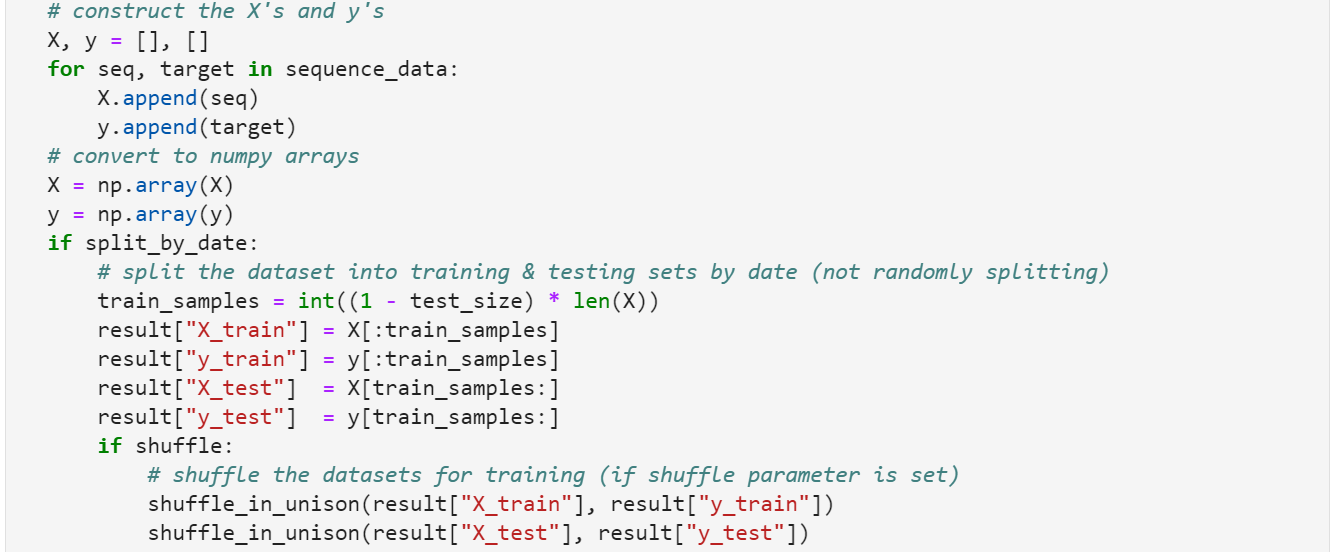 # construct the X's and y's
X, y = [], []
for seq, target in sequence_data:
    X.append(seq)
    y.append(target)
# convert to numpy arrays
X = np.array(X)
y = np.array(y)
if split_by_date:
    # split the dataset into training & testing sets by date (not randomly splitting)
    train_samples = int((1 - test_size) * len(X))
    result["X_train"] = X[:train_samples]
    result["y_train"] = y[:train_samples]
    result["X_test"]  = X[train_samples:]
    result["y_test"]  = y[train_samples:]
    if shuffle:
        # shuffle the datasets for training (if shuffle parameter is set)
        shuffle_in_unison(result["X_train"], result["y_train"])
        shuffle_in_unison(result["X_test"], result["y_test"])